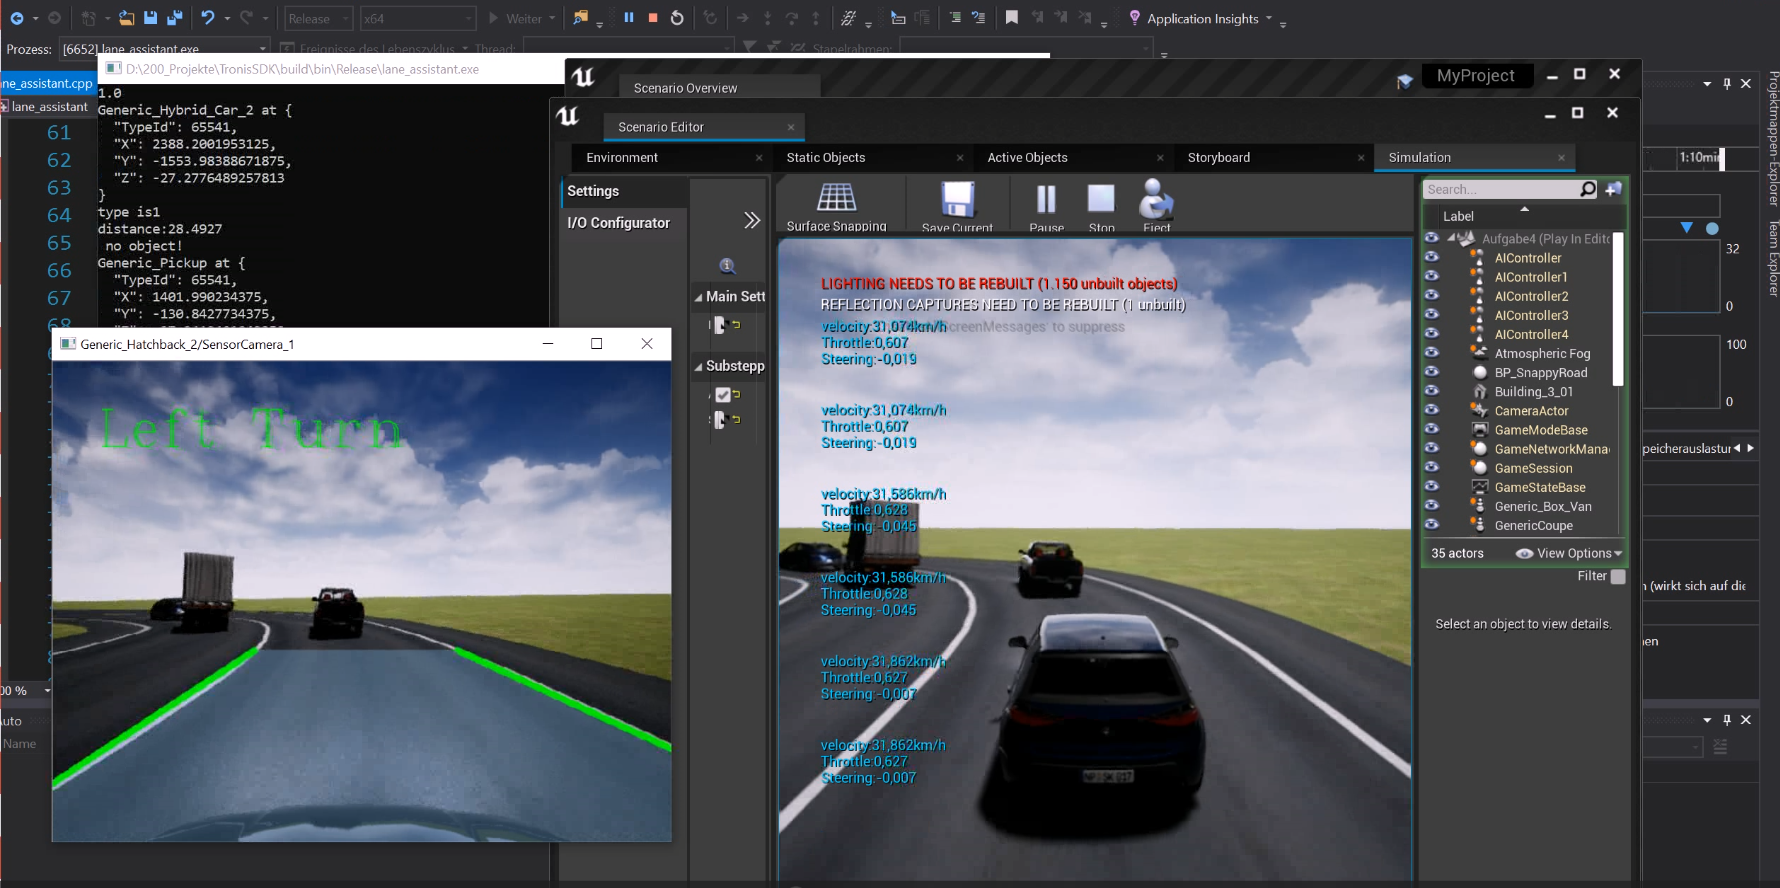 Release
x64
Weiter
Application Insights
Prozess:
[6652] lane_assistant.exe
Ereignisse des Lebenszyklus
Thread:
Stapelrahmen:
D:\200_Projekte\TronisSDK\build\bin\Release\lane_assistant.exe
ne_assistant.cpp
lane_assistant
61
62
63
64
65
66
67
68
1.0
Generic_Hybrid_Car_2 at {
"TypeId": 65541,
"X": 2388.2001953125,
"Y": -1553.98388671875,
"Z": -27.2776489257813
}
type is1
distance:28.4927
no object!
Generic_Pickup at {
"TypeId": 65541,
"X": 1401.990234375,
"Y": -130.8427734375,
Generic_Hatchback_2/SensorCamera_1
Left Turn
00 %
Auto
Name
MyProject
Scenario Overview
Scenario Editor
Environment
Static Objects
Active Objects
Storyboard
Simulation
Settings
I/O Configurator
Main Sett
Substepp
Surface Snapping
Save Current
Pause
Stop
Eject
LIGHTING NEEDS TO BE REBUILT (1.150 unbuilt objects)
REFLECTION CAPTURES NEED TO BE REBUILT (1 unbuilt)
ScreenMessages' to suppress
velocity:31,074km/h
Throttle:0,607
Steering:-0,019
velocity:31,074km/h
Throttle:0,607
Steering:-0,019
velocity:31,586km/h
Throttle:0,628
Steering:-0,045
velocity:31,586km/h
Throttle:0,628
Steering:-0,045
velocity:31,862km/h
Throttle:0,627
Steering:-0,007
velocity:31,862km/h
Throttle:0,627
Steering:-0,007
Search...
Label
Aufgabe4 (Play In Edito
AIController
AIController1
AIController2
AIController3
AIController4
Atmospheric Fog
BP_SnappyRoad
Building_3_01
CameraActor
GameModeBase
GameNetworkMana
GameSession
GameStateBase
Generic_Box_Van
GenericCoupe
35 actors
View Options
Filter
Select an object to view details.
1:10min
32
0
100
0
peicherauslastur
n (wirkt sich auf die
en
Projektmappen-Explorer
Team Explorer